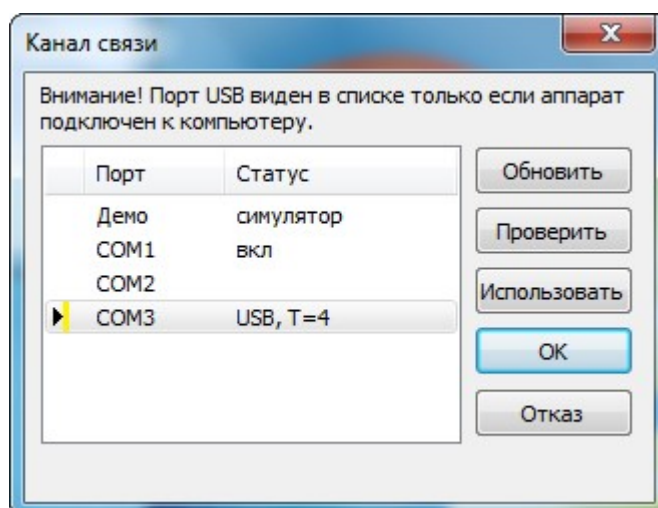 Канал связи
Внимание! Порт USB виден в списке только если аппарат
подключен к компьютеру.
Порт Статус
Демо симулятор
COM1 вкл
COM2
COM3 USB, T=4
Обновить
Проверить
Использовать
OK
Отказ